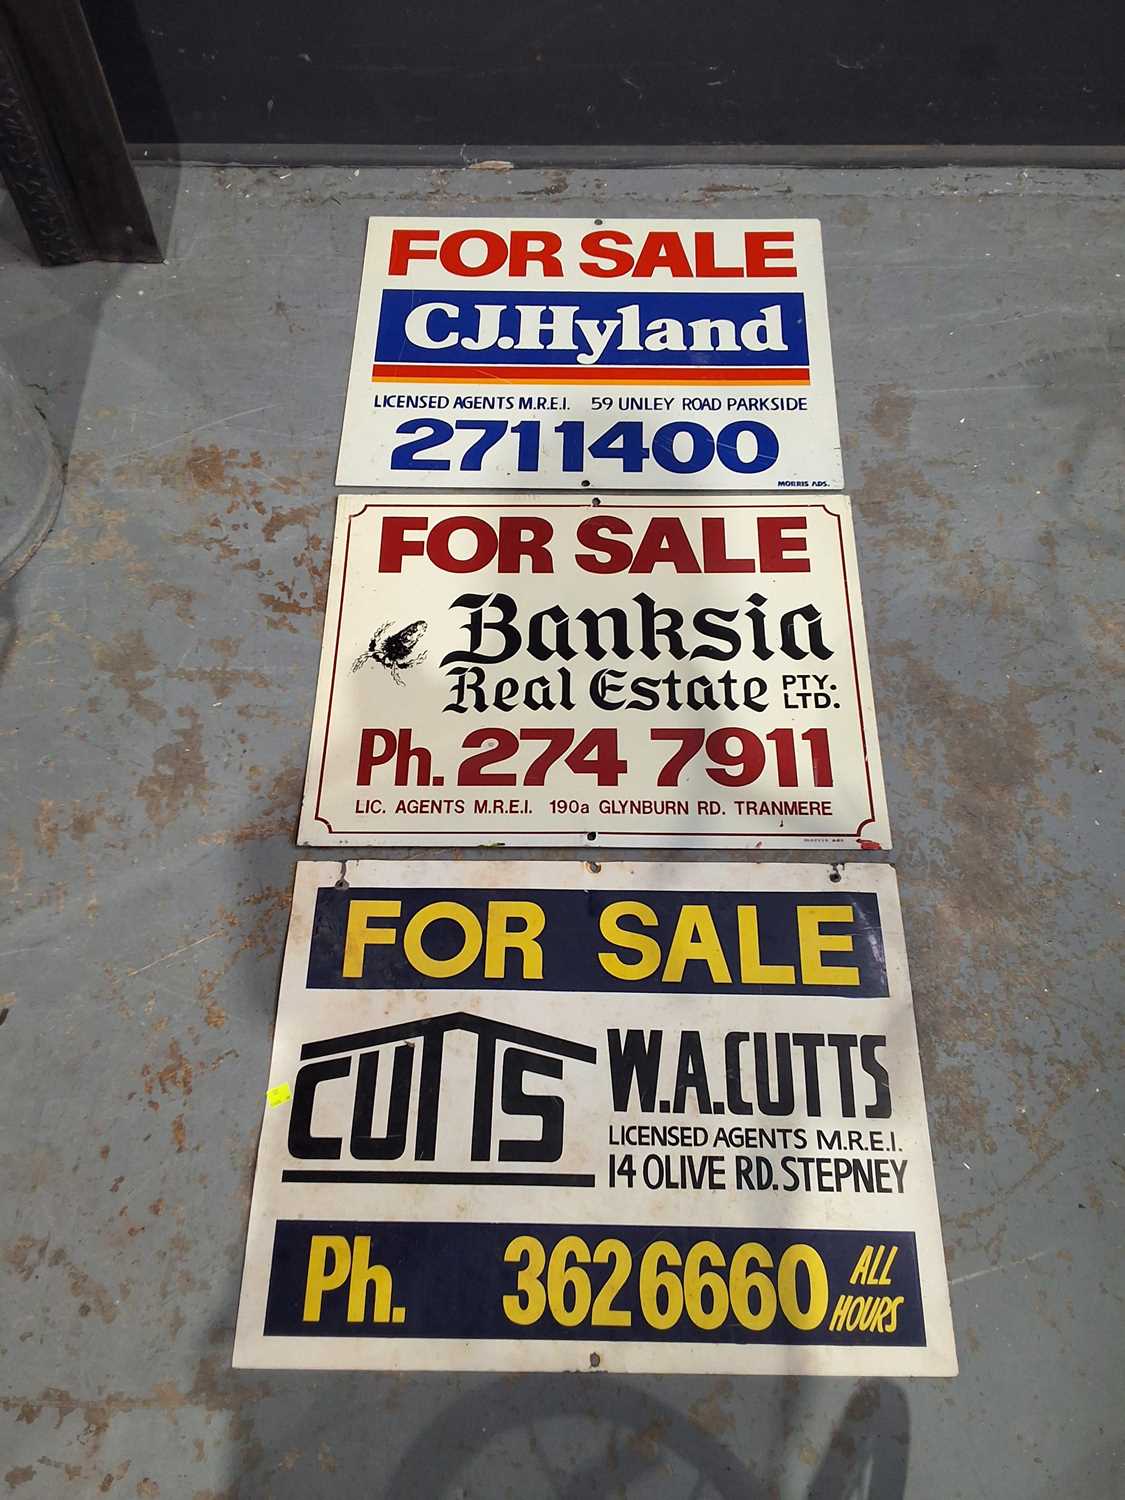 FOR SALE
C.J.Hyland
LICENSED AGENTS M.R.E.I. 59 UNLEY ROAD PARKSIDE
2711400
MORRIS ADS.
FOR SALE
Banksia
Real Estate PTY. LTD.
Ph. 274 7911
LIC. AGENTS M.R.E.I. 190a GLYNBURN RD. TRANMERE
FOR SALE
CUTTS
W.A.CUTTS
LICENSED AGENTS M.R.E.I.
14 OLIVE RD. STEPNEY
Ph. 3626660 ALL HOURS